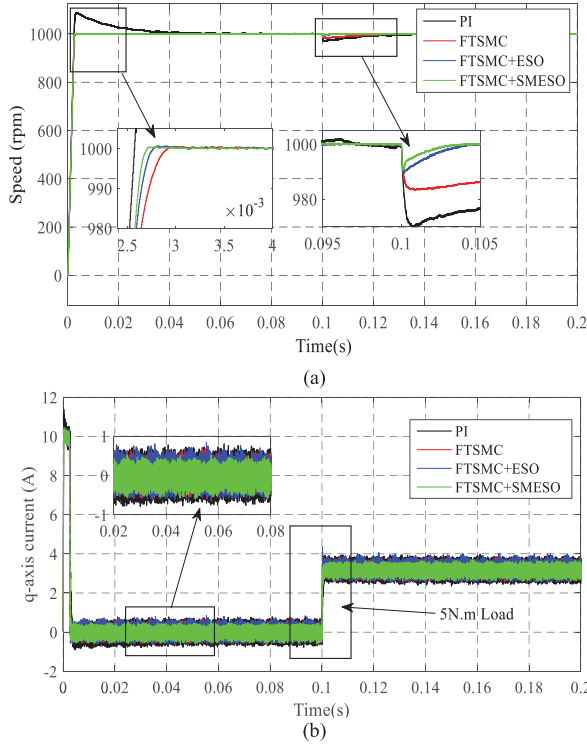 1000
800
600
400
200
0
Speed (rpm)
PI
FTSMC
FTSMC+ESO
FTSMC+SMESO
1000
990
980
2.5 3 3.5 4
×10⁻³
1000
980
0.095 0.1 0.105
0 0.02 0.04 0.06 0.08 0.1 0.12 0.14 0.16 0.18 0.2
Time(s)
(a)
12
10
8
6
4
2
0
-2
q-axis current (A)
PI
FTSMC
FTSMC+ESO
FTSMC+SMESO
1
0
-1
0.02 0.04 0.06 0.08
5N.m Load
0 0.02 0.04 0.06 0.08 0.1 0.12 0.14 0.16 0.18 0.2
Time(s)
(b)